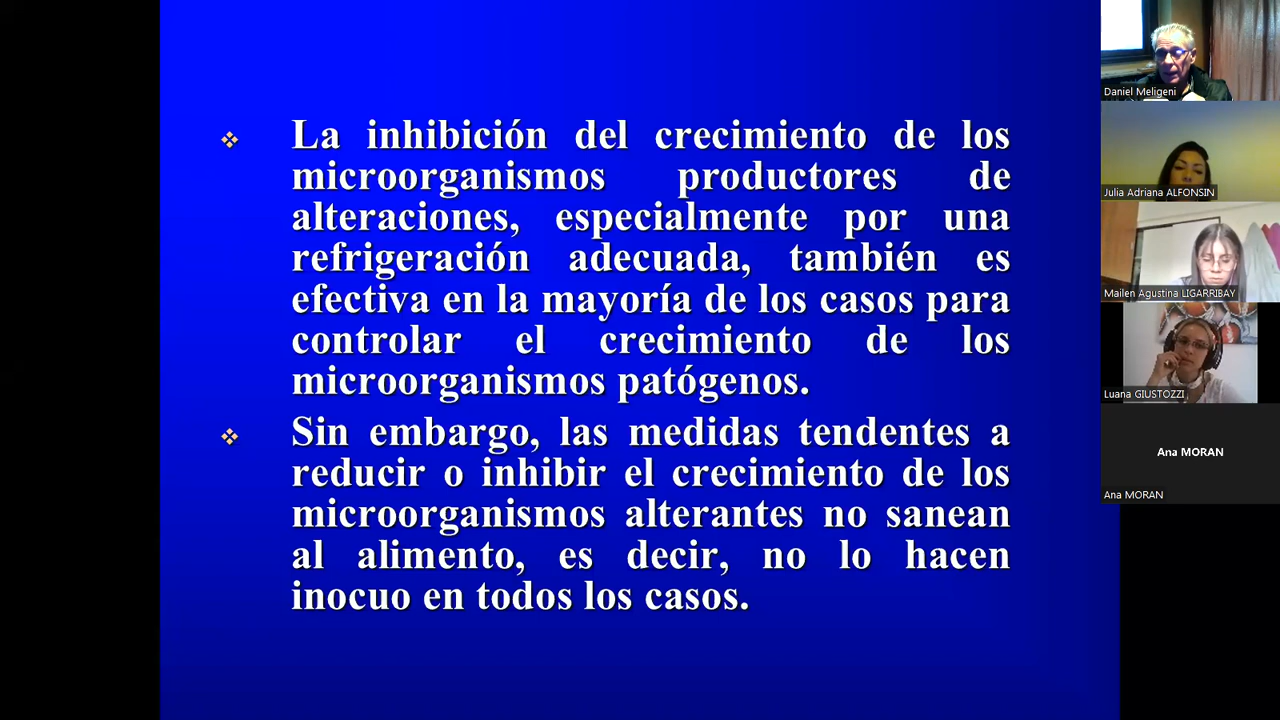 La inhibición del crecimiento de los
microorganismos productores de
alteraciones, especialmente por una
refrigeración adecuada, también es
efectiva en la mayoría de los casos para
controlar el crecimiento de los
microorganismos patógenos.
Sin embargo, las medidas tendentes a
reducir o inhibir el crecimiento de los
microorganismos alterantes no sanean
al alimento, es decir, no lo hacen
inocuo en todos los casos.
Daniel Meligeni
Julia Adriana ALFONSIN
Mailen Agustina LIGARRIBAY
Luana GIUSTOZZI
Ana MORAN
Ana MORAN